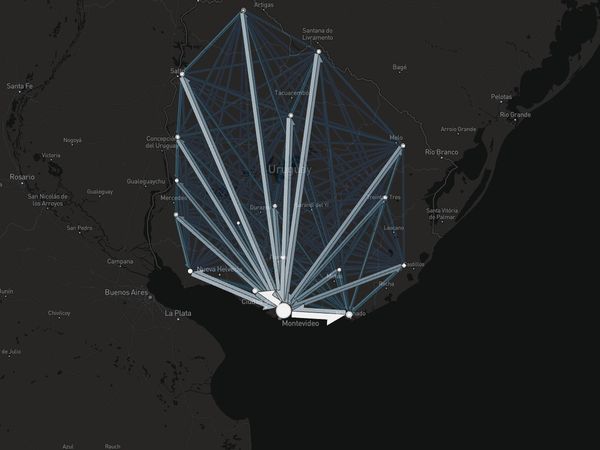 Artigas
Santana do
Livramento
Bagé
Salto
Santa Fe
Tacuarembó
Pelotas
Rio Grande
Nogoyá
Concepción
del Uruguay
Melo
Arroio Grande
Victoria
Río Branco
Rosario
Gualeguay
Gualeguaychu
Uruguay
San Nicolás de
los Arroyos
Mercedes
Treinta Tres
Santa Vitória
do Palmar
San Pedro
Durazno
Sarandí del Yí
Lascano
Campana
Nueva Helvecia
Castillos
Junín
Buenos Aires
Rocha
Chivilcoy
La Plata
Montevideo
de Julio
Azul
Rauch